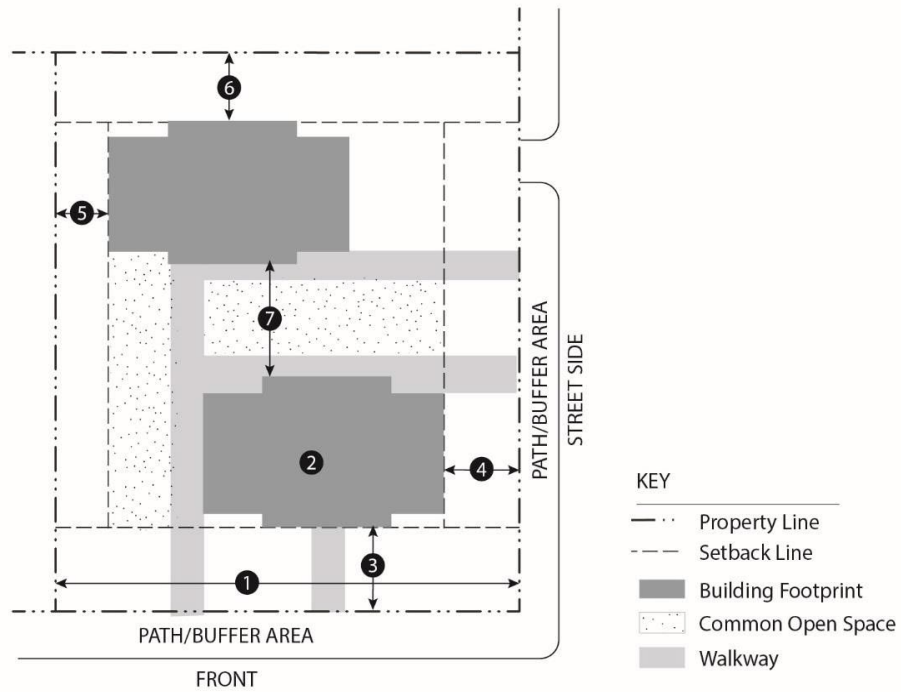 6
5
7
PATH/BUFFER AREA
STREET SIDE
2
4
3
1
PATH/BUFFER AREA
FRONT
KEY
Property Line
Setback Line
Building Footprint
Common Open Space
Walkway